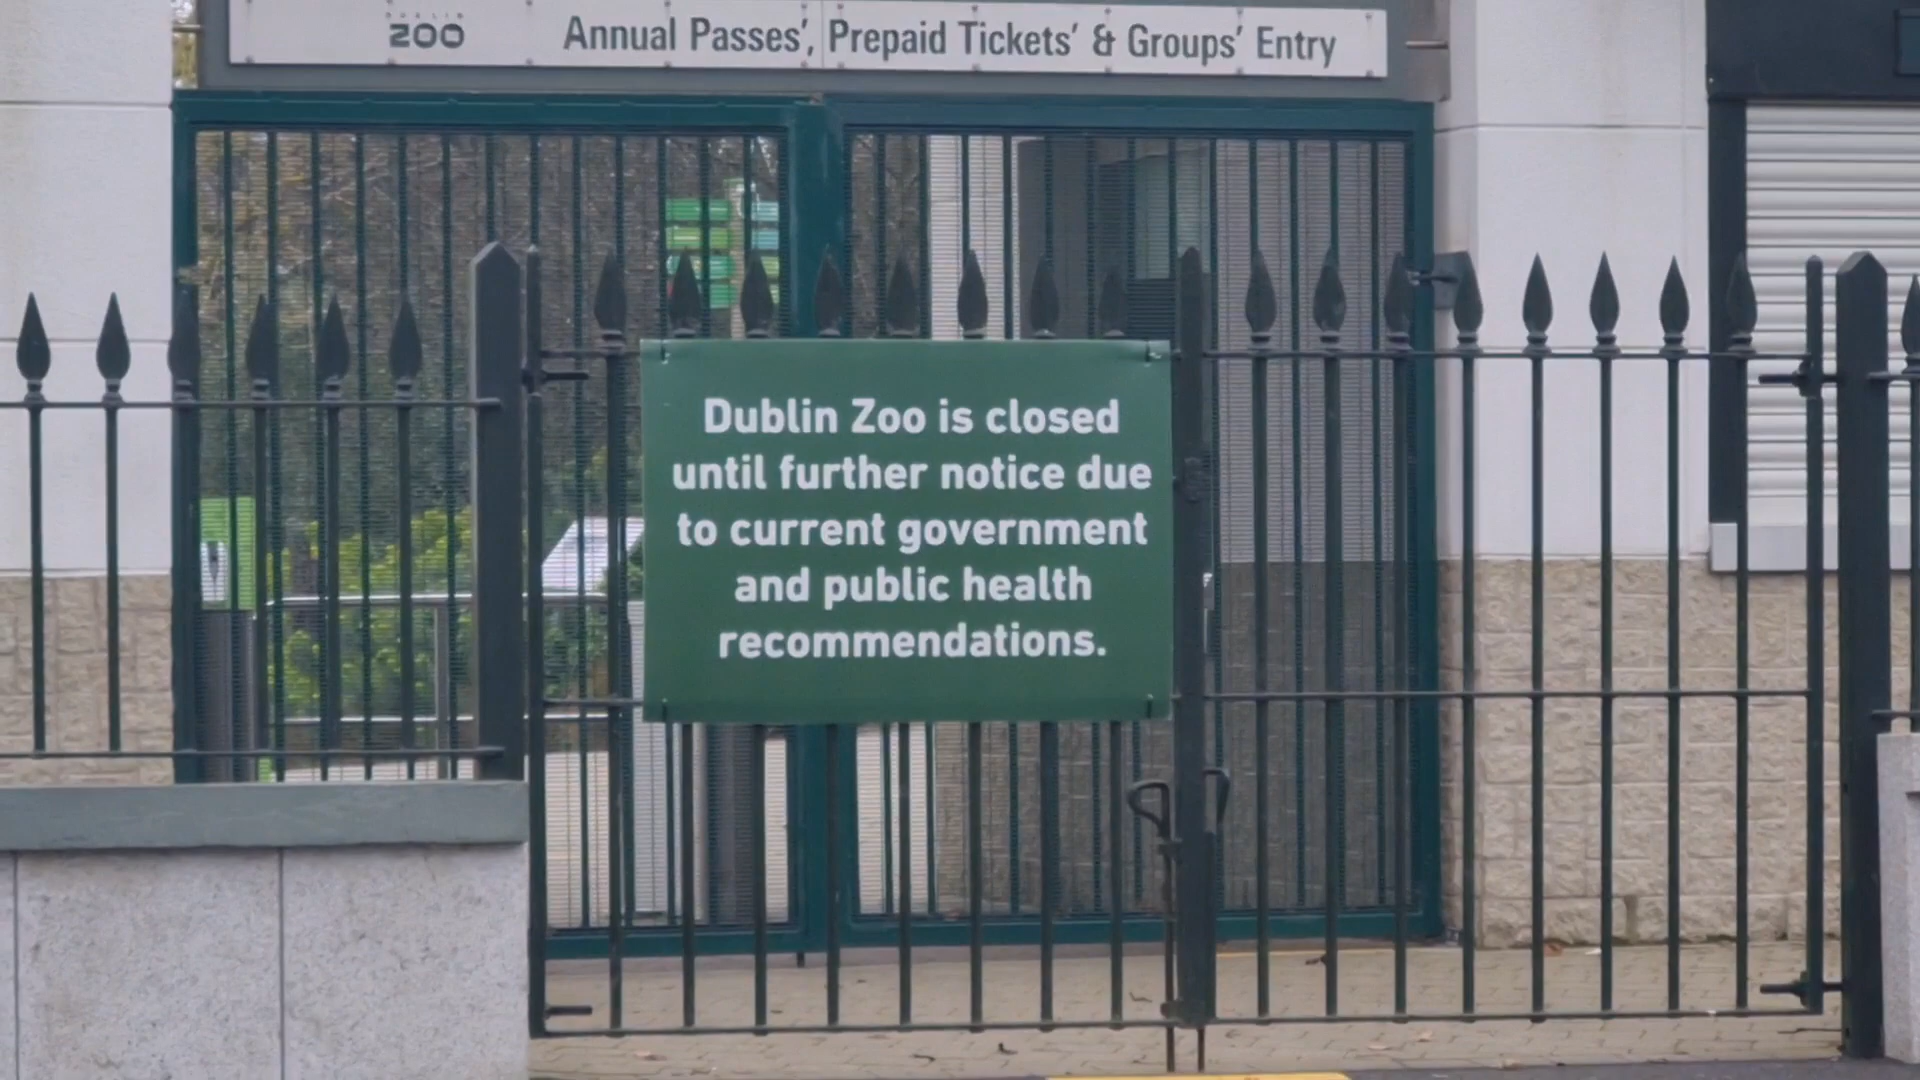 DUBLIN
ZOO
Annual Passes', Prepaid Tickets' & Groups' Entry
Dublin Zoo is closed
until further notice due
to current government
and public health
recommendations.